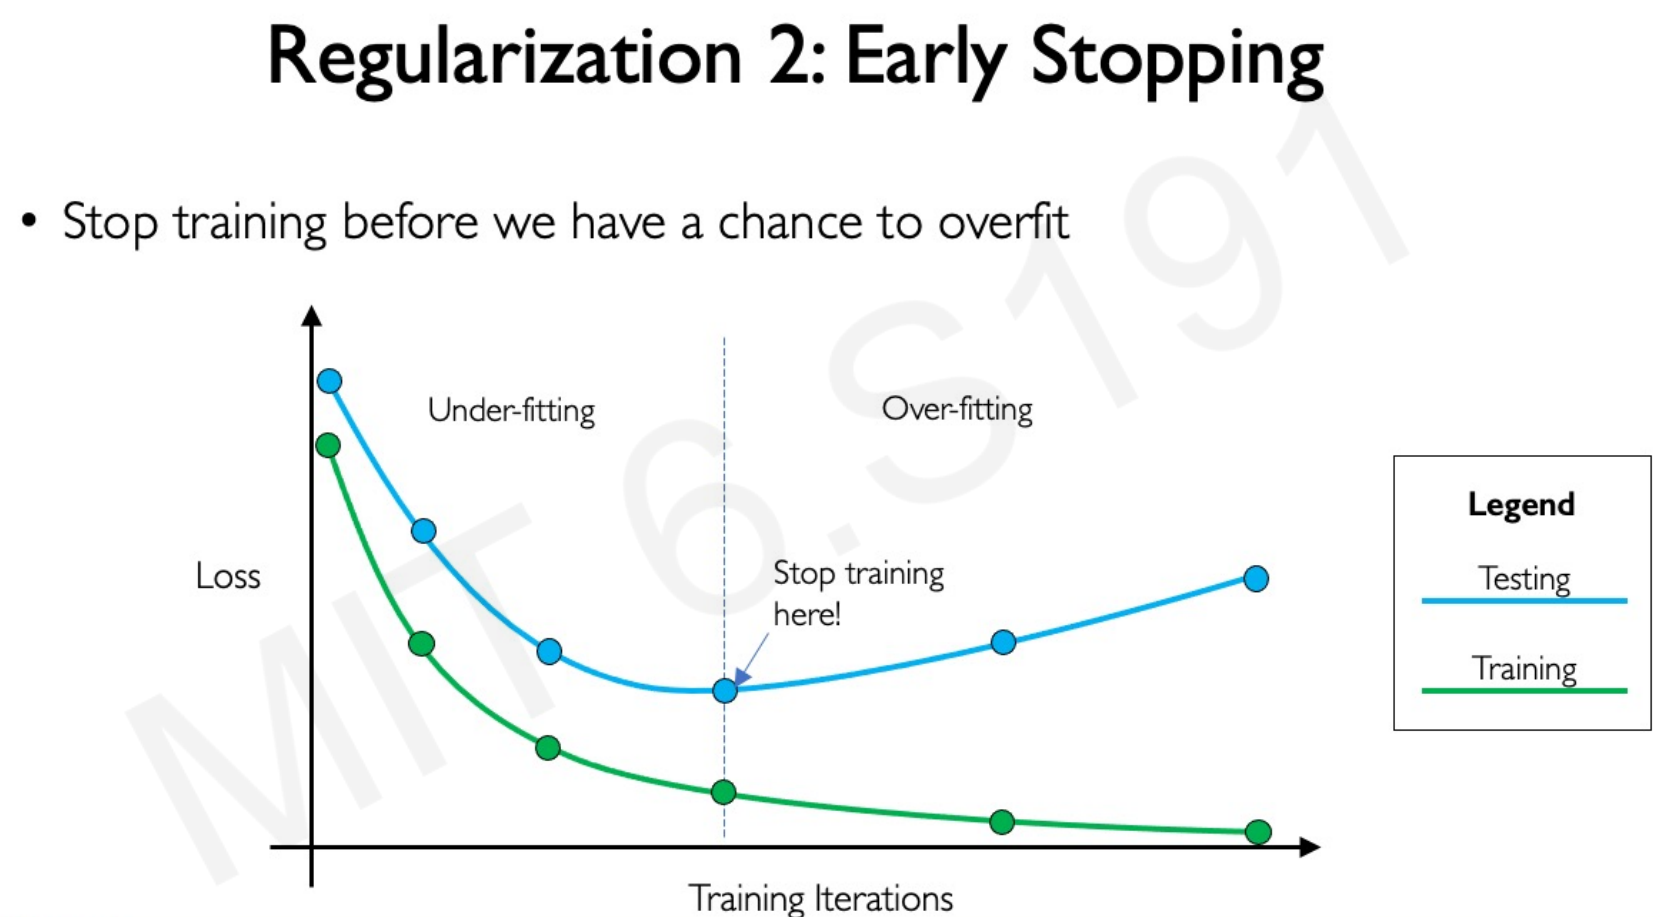 Regularization 2: Early Stopping
• Stop training before we have a chance to overfit
Under-fitting
Over-fitting
Loss
Stop training
here!
Legend
Testing
Training
Training Iterations
MIT 6.S191